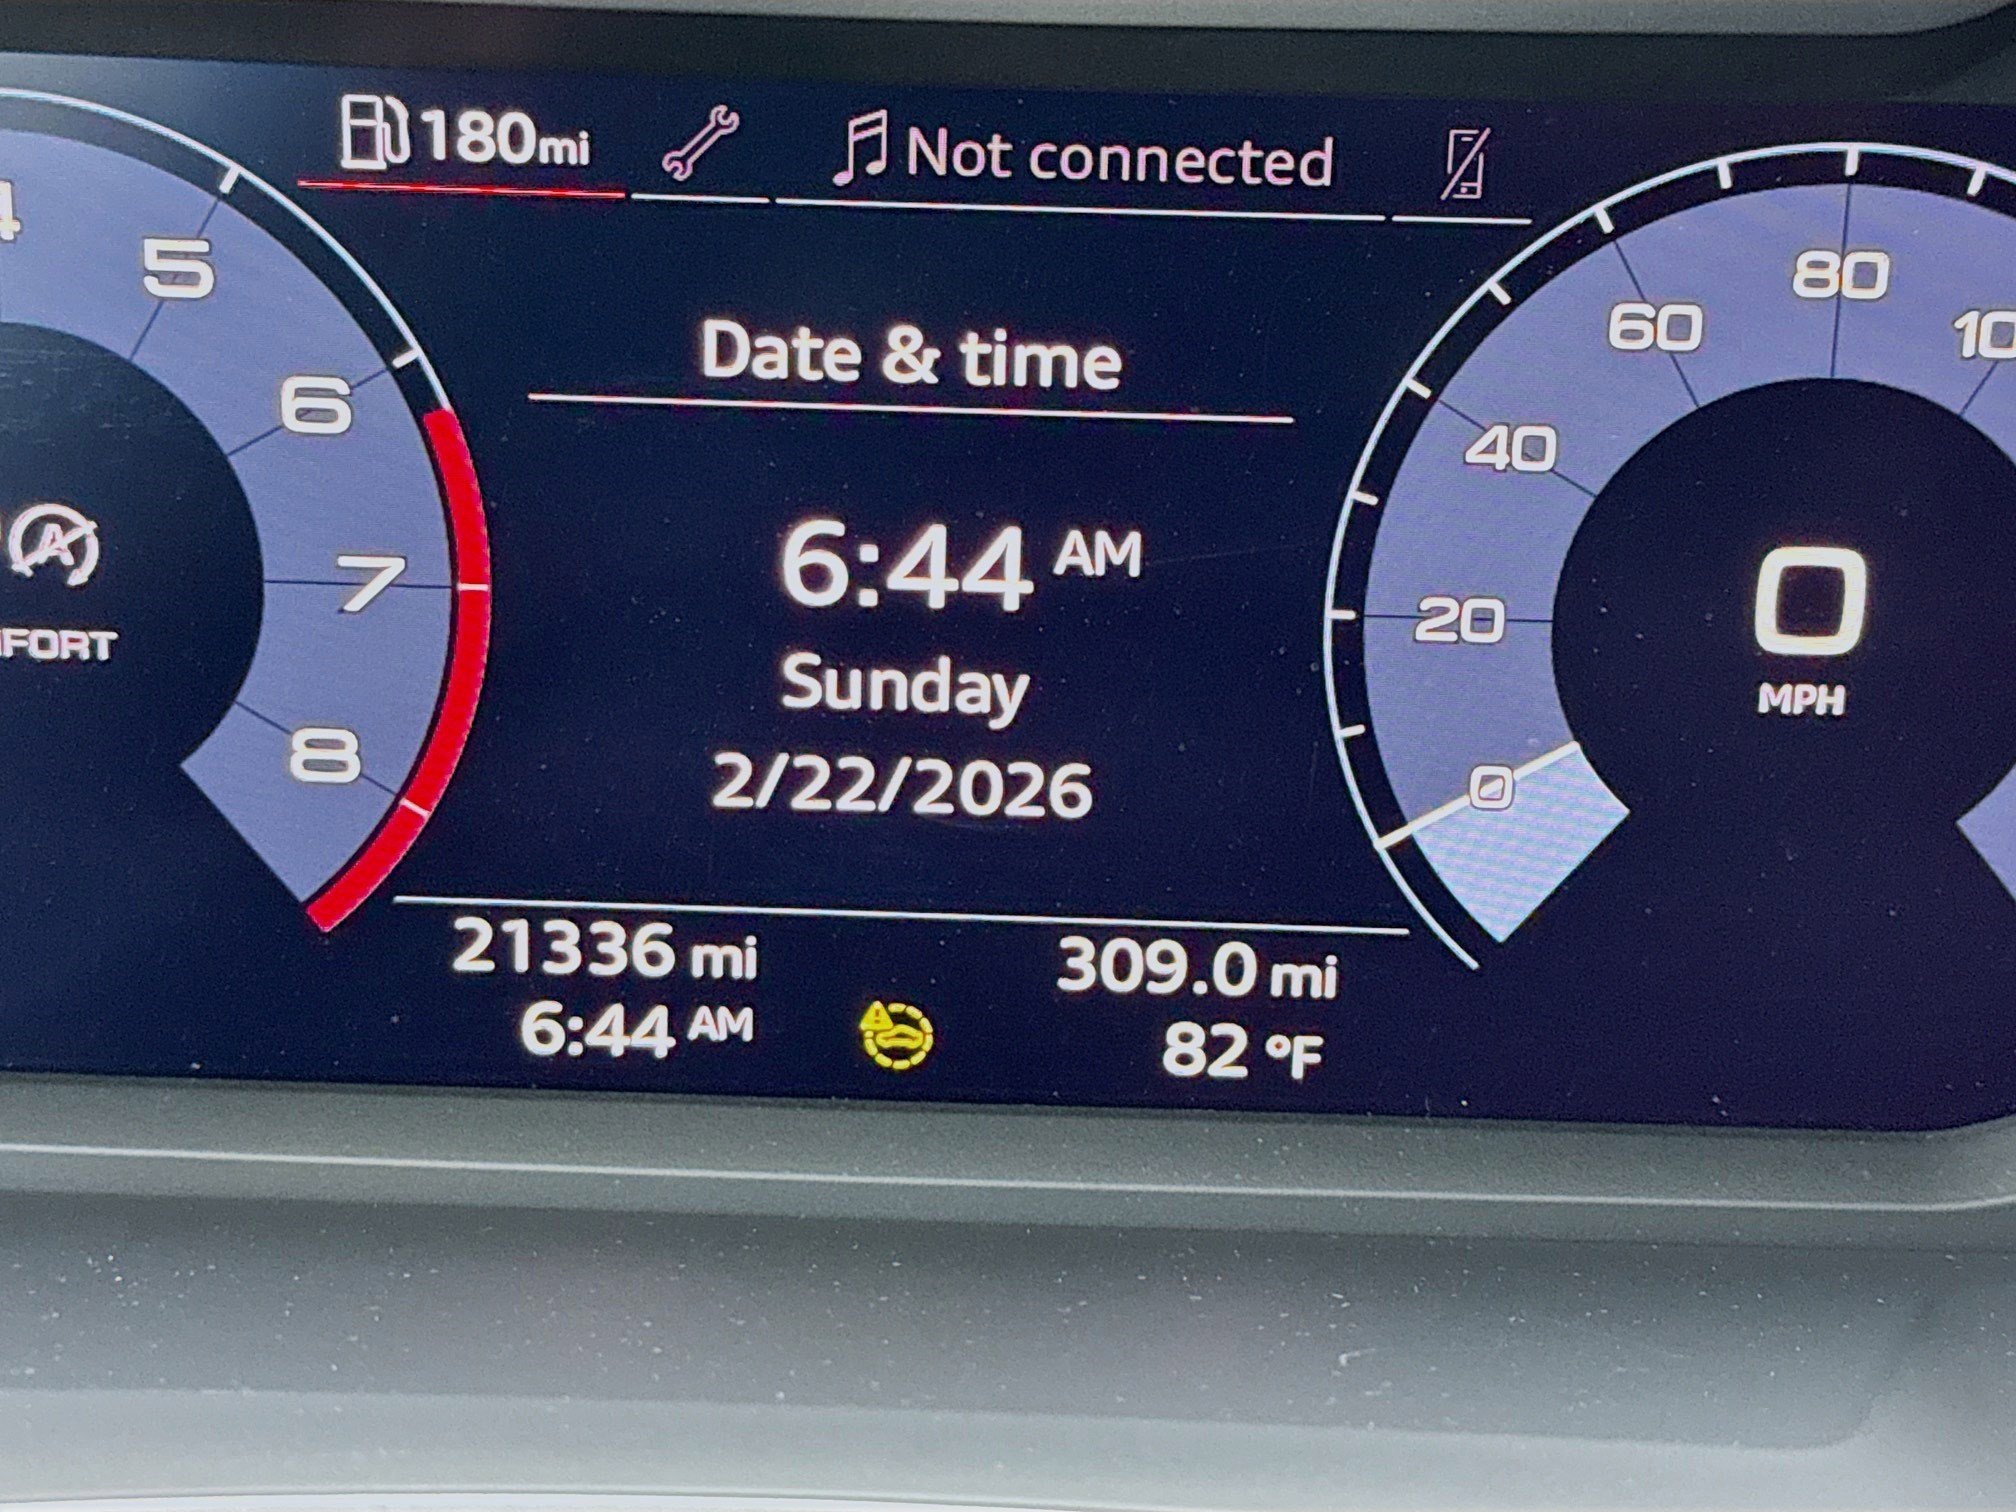 180mi
Not connected
Date & time
6:44 AM
Sunday
2/22/2026
21336 mi
309.0 mi
6:44 AM
82 °F
4
5
6
7
8
A
0
20
40
60
80
0
MPH